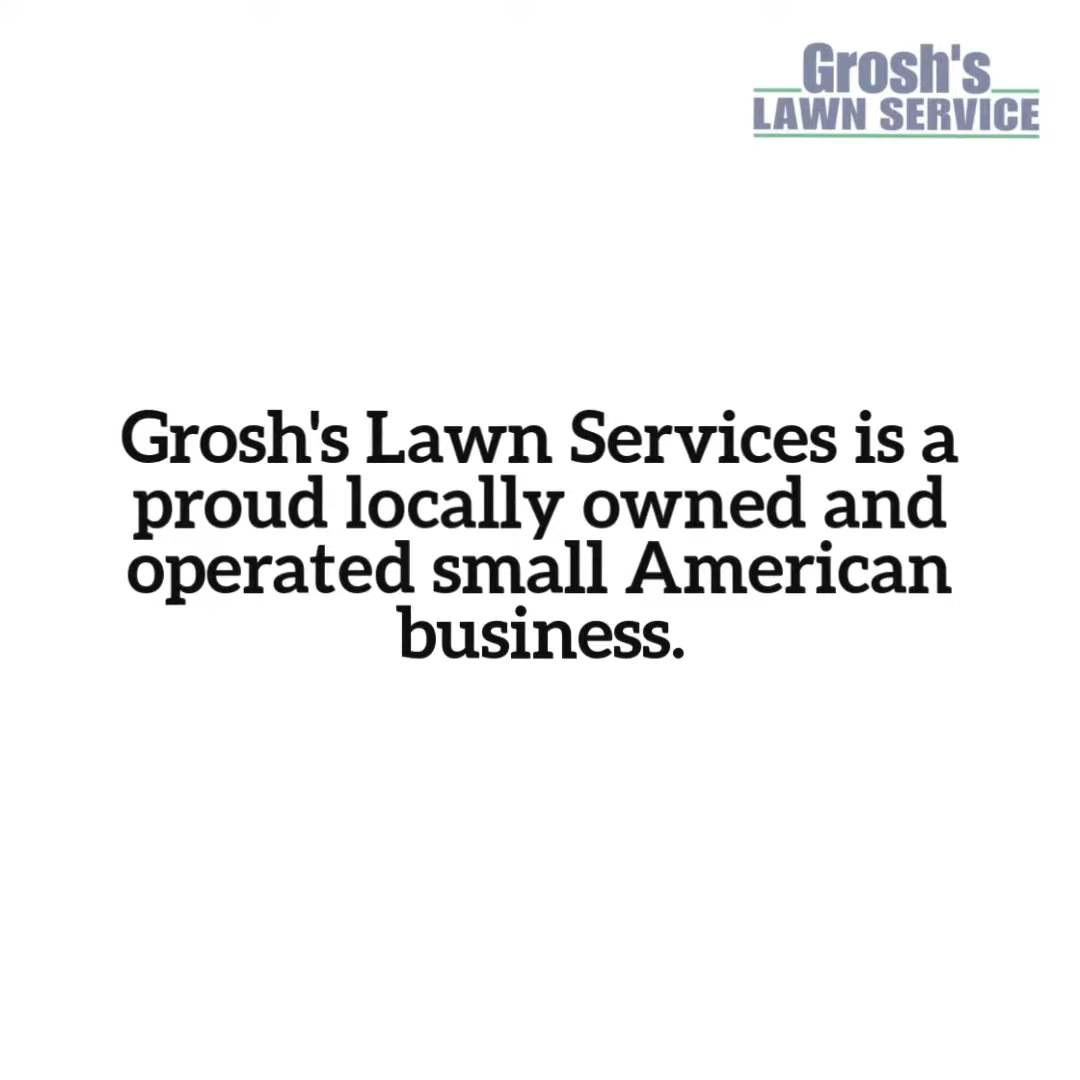 Grosh's
LAWN SERVICE
Grosh's Lawn Services is a
proud locally owned and
operated small American
business.